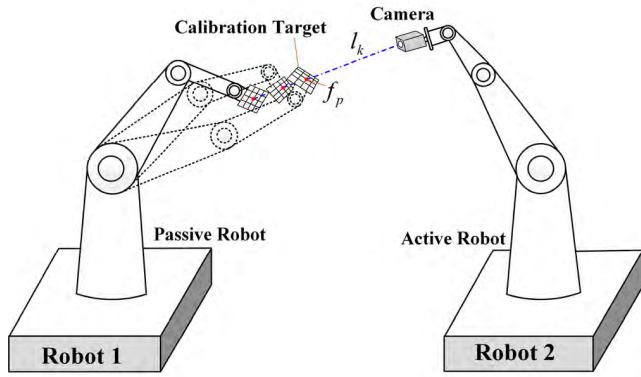 Camera
Calibration Target
l_k
f_p
Passive Robot
Active Robot
Robot 1
Robot 2